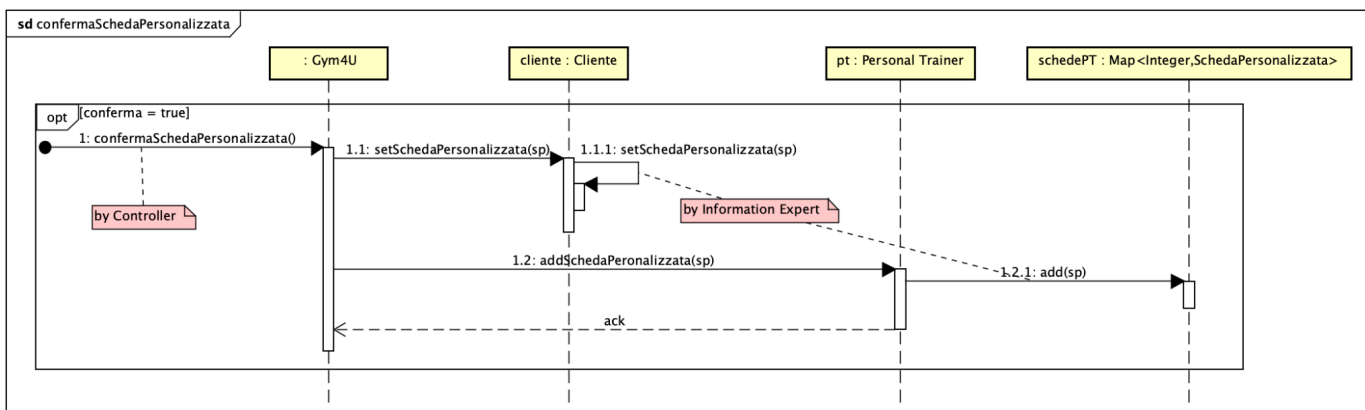 sd confermaSchedaPersonalizzata
: Gym4U
cliente : Cliente
pt : Personal Trainer
schedePT : Map<Integer,SchedaPersonalizzata>
opt
[conferma = true]
1: confermaSchedaPersonalizzata()
1.1: setSchedaPersonalizzata(sp)
1.1.1: setSchedaPersonalizzata(sp)
by Controller
by Information Expert
1.2: addSchedaPeronalizzata(sp)
1.2.1: add(sp)
ack